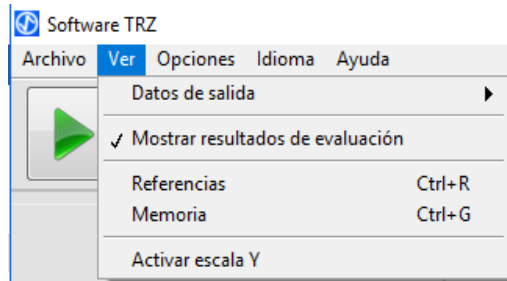 Software TRZ
Archivo Ver Opciones Idioma Ayuda
Datos de salida
✓ Mostrar resultados de evaluación
Referencias Ctrl+R
Memoria Ctrl+G
Activar escala Y